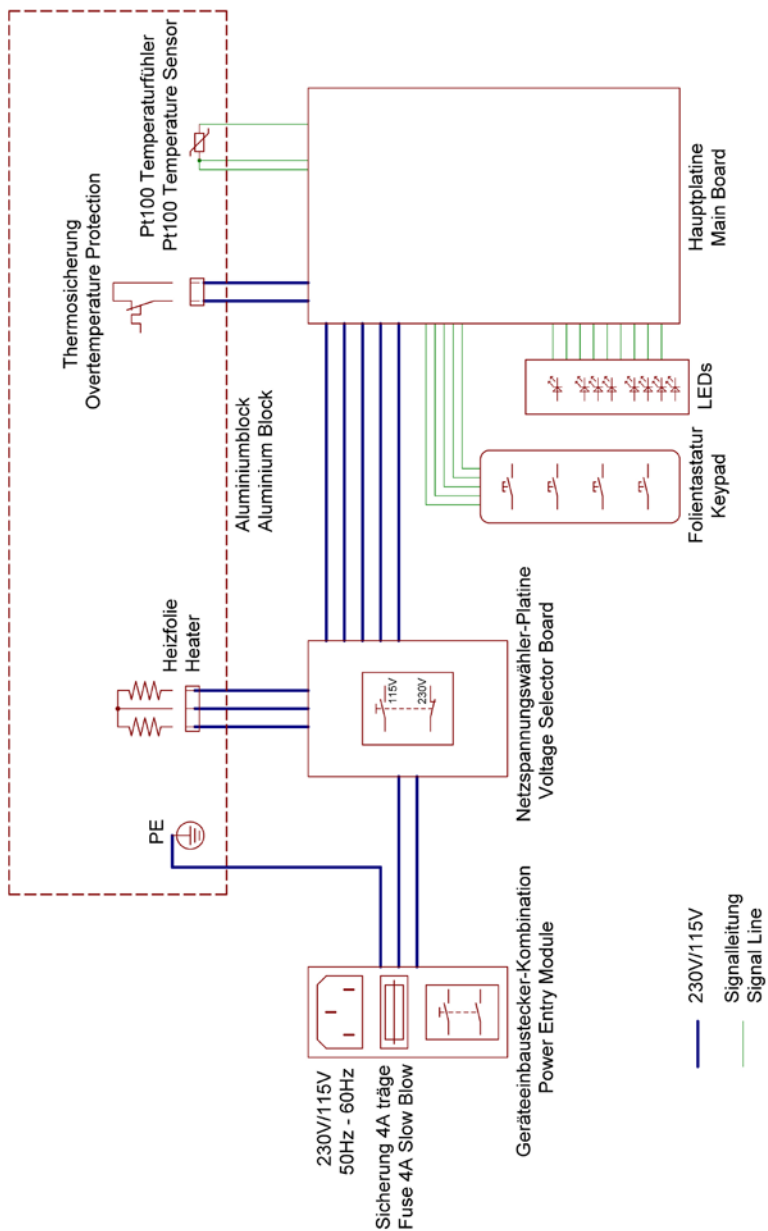 Thermosicherung
Overtemperature Protection
Pt100 Temperaturfühler
Pt100 Temperature Sensor
Aluminiumblock
Aluminium Block
Heizfolie
Heater
PE
230V/115V
50Hz - 60Hz
Sicherung 4A träge
Fuse 4A Slow Blow
Geräteeinbaustecker-Kombination
Power Entry Module
115V
230V
Netzspannungswähler-Platine
Voltage Selector Board
Folientastatur
Keypad
LEDs
Hauptplatine
Main Board
230V/115V
Signalleitung
Signal Line